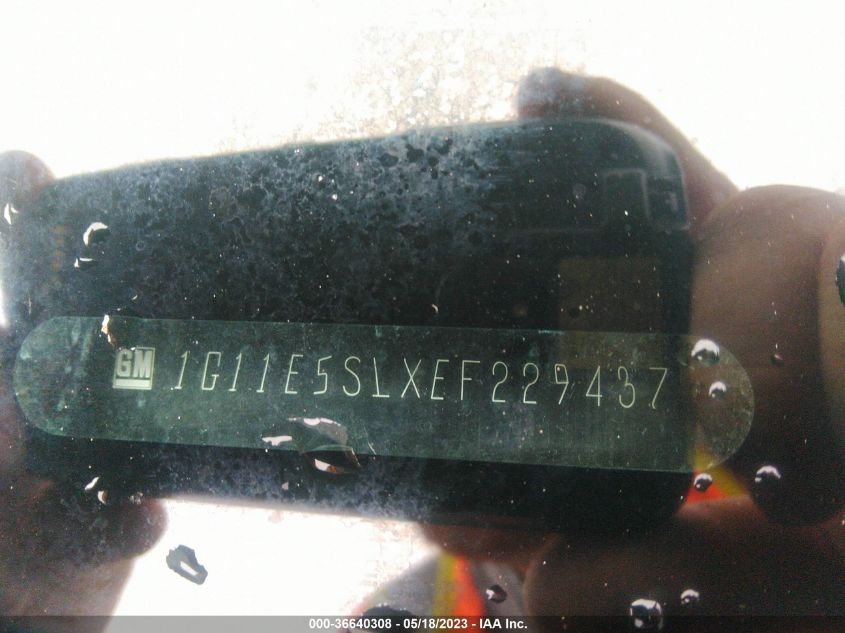 GM 1G11E5SLXEF229437
000-36640308 - 05/18/2023 - IAA Inc.